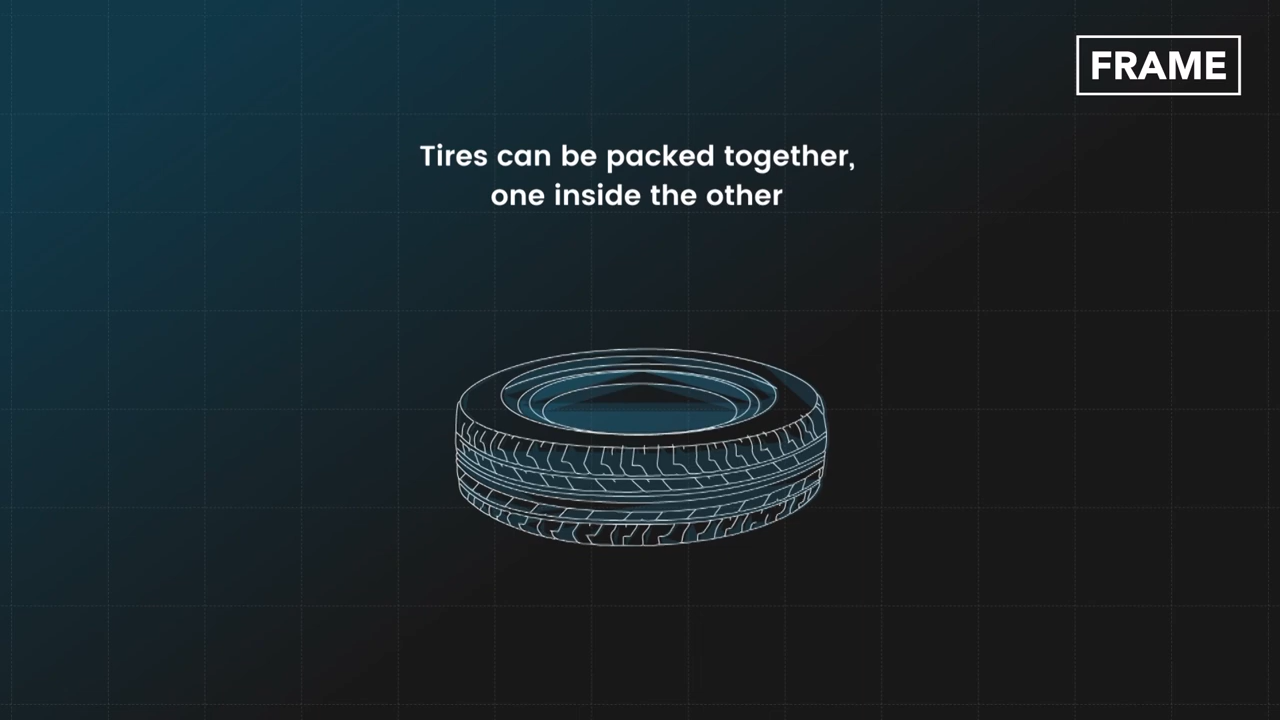 FRAME
Tires can be packed together,
one inside the other